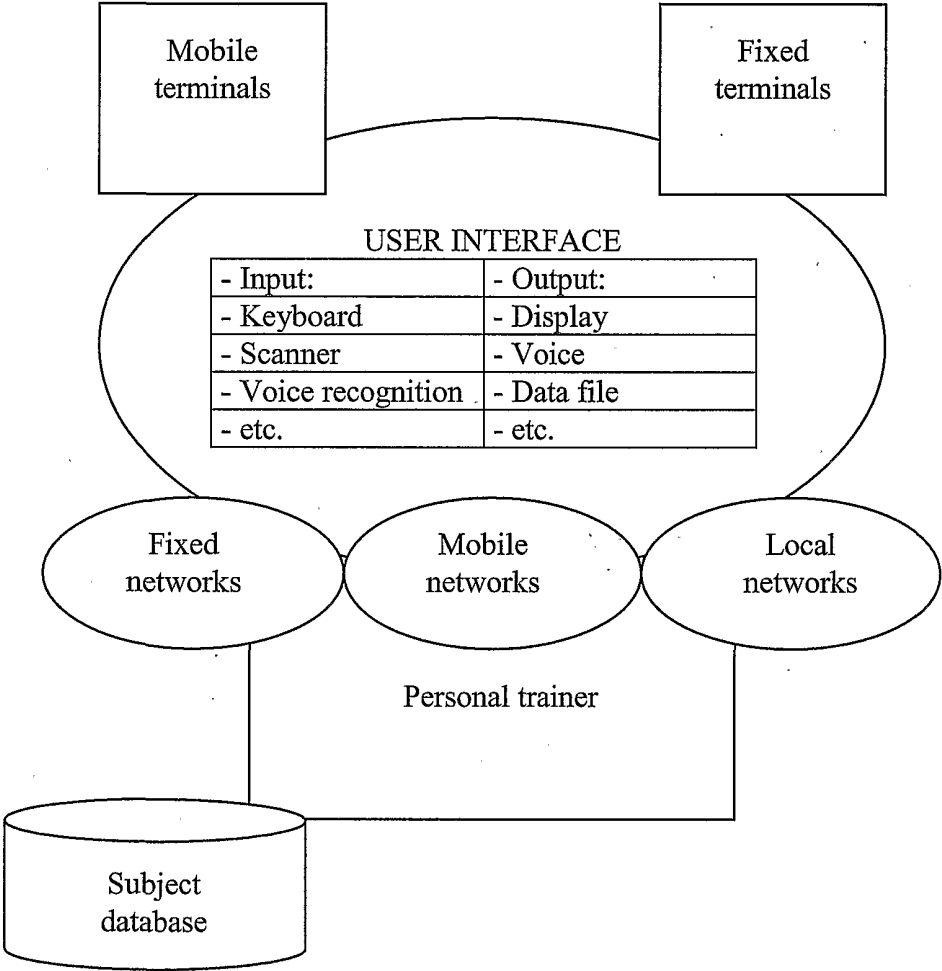 Mobile
terminals
Fixed
terminals
USER INTERFACE
- Input: - Output:
- Keyboard - Display
- Scanner - Voice
- Voice recognition - Data file
- etc. - etc.
Fixed
networks
Mobile
networks
Local
networks
Personal trainer
Subject
database